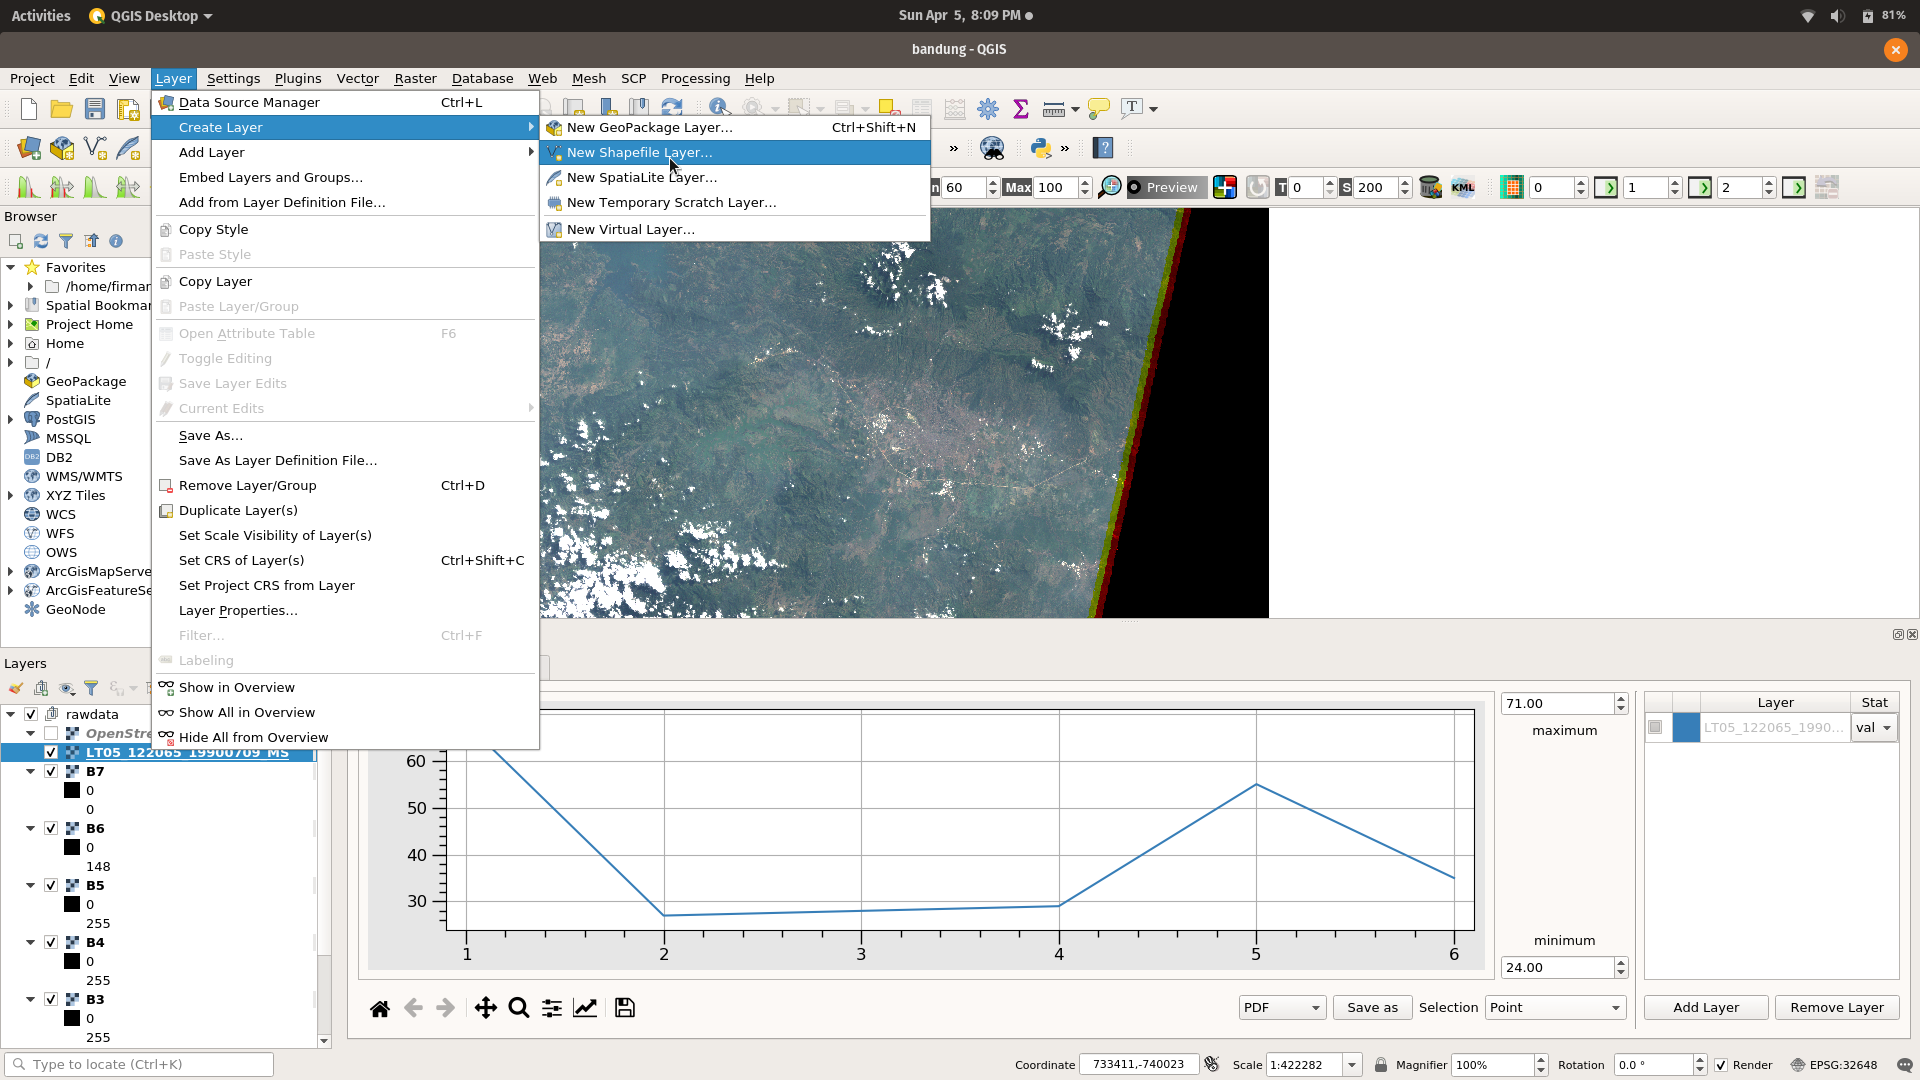 Activities QGIS Desktop Sun Apr 5, 8:09 PM 81%
bandung - QGIS
Project Edit View Layer Settings Plugins Vector Raster Database Web Mesh SCP Processing Help
Data Source Manager Ctrl+L
Create Layer
Add Layer
Embed Layers and Groups...
Add from Layer Definition File...
Copy Style
Paste Style
Copy Layer
Paste Layer/Group
Open Attribute Table F6
Toggle Editing
Save Layer Edits
Current Edits
Save As...
Save As Layer Definition File...
Remove Layer/Group Ctrl+D
Duplicate Layer(s)
Set Scale Visibility of Layer(s)
Set CRS of Layer(s) Ctrl+Shift+C
Set Project CRS from Layer
Layer Properties...
Filter... Ctrl+F
Labeling
Show in Overview
Show All in Overview
Hide All from Overview
New GeoPackage Layer... Ctrl+Shift+N
New Shapefile Layer...
New SpatiaLite Layer...
New Temporary Scratch Layer...
New Virtual Layer...
T
» » ?
n 60 Max 100 Preview T 0 S 200 KML 0 1 2
Browser
Favorites
/home/firmar
Spatial Bookmar
Project Home
Home
/
GeoPackage
SpatiaLite
PostGIS
MSSQL
DB2 DB2
WMS/WMTS
XYZ Tiles
WCS
WFS
OWS
ArcGisMapServe
ArcGisFeatureSe
GeoNode
Layers
rawdata
OpenStre
LT05_122065_19900709_MS
B7
0
0
B6
0
148
B5
0
255
B4
0
255
B3
0
255
60
50
40
30
1 2 3 4 5 6
71.00
maximum
minimum
24.00
Layer Stat
LT05_122065_1990... val
PDF Save as Selection Point Add Layer Remove Layer
Type to locate (Ctrl+K) Coordinate 733411,-740023 Scale 1:422282 Magnifier 100% Rotation 0.0 ° Render EPSG:32648